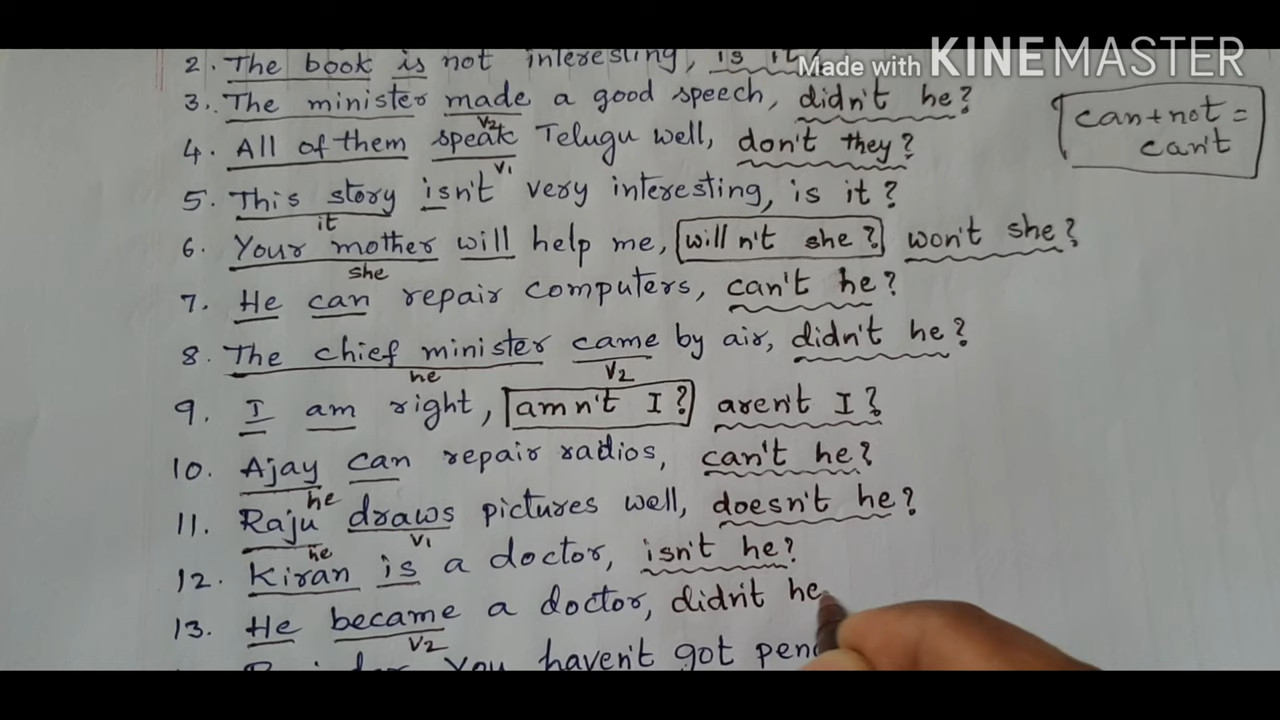 Made with KINEMASTER
2. The book is not interesting, is it?
3. The minister made a good speech, didn't he?
V2
can + not = can't
4. All of them speak Telugu well, don't they?
V1
5. This story isn't very interesting, is it?
it
6. Your mother will help me, will n't she? won't she?
she
7. He can repair computers, can't he?
8. The chief minister came by air, didn't he?
he V2
9. I am right, amn't I? aren't I?
10. Ajay can repair radios, can't he?
he
11. Raju draws pictures well, doesn't he?
he V1
12. Kiran is a doctor, isn't he?
13. He became a doctor, didn't he
V2
You haven't got